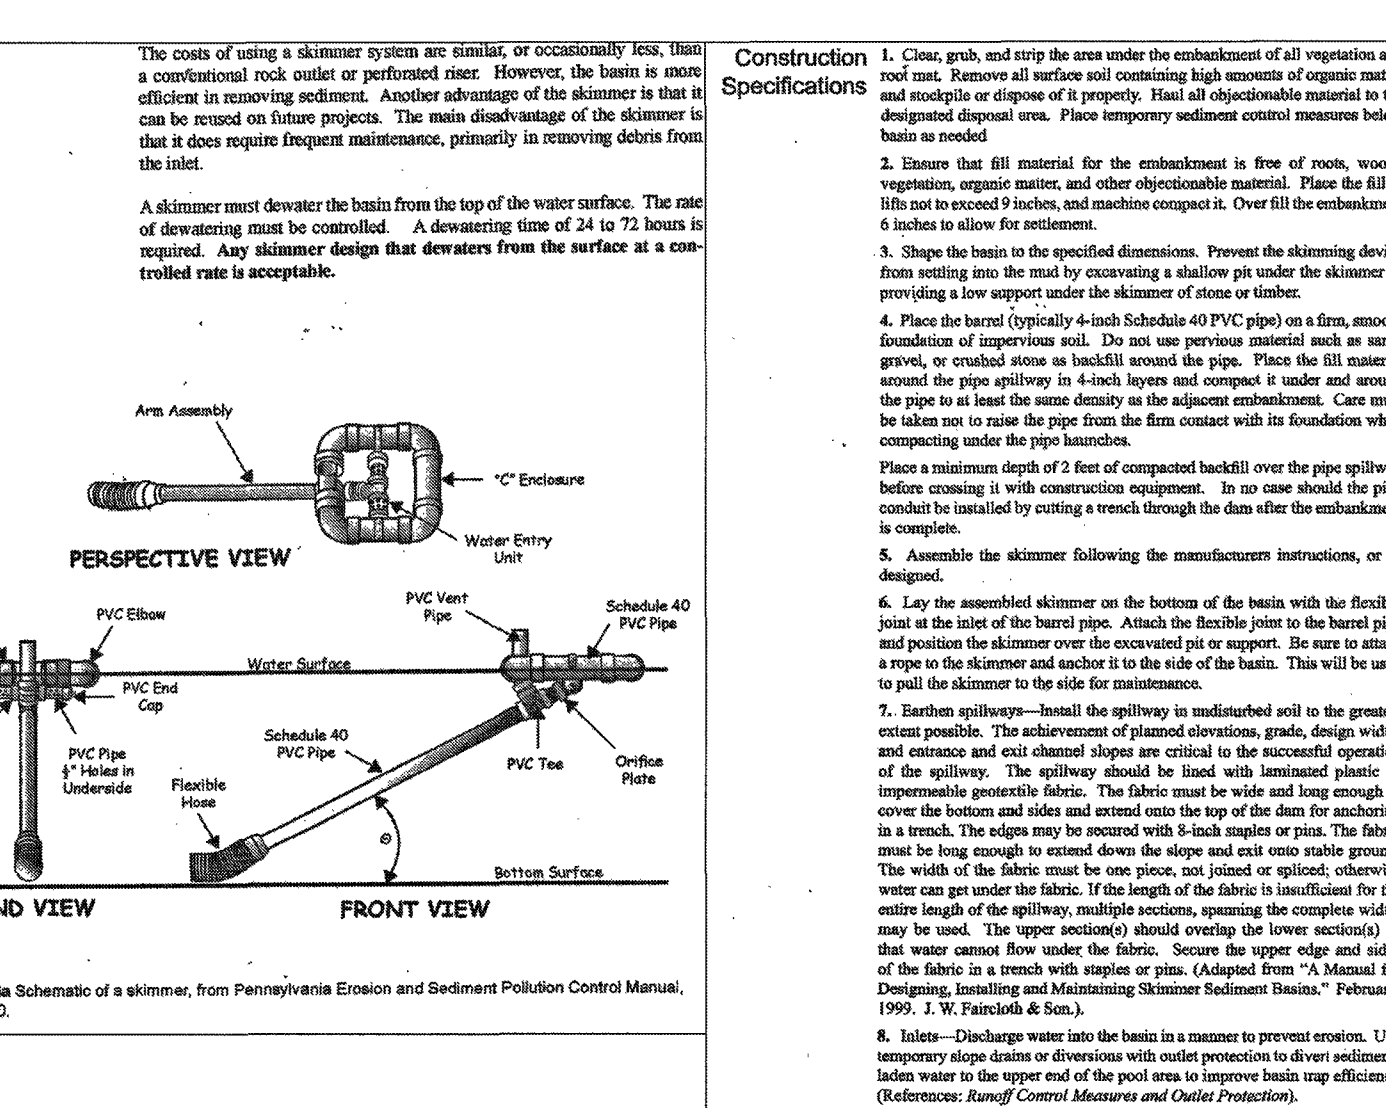 The costs of using a skimmer system are similar, or occasionally less, than
a conventional rock outlet or perforated riser. However, the basin is more
efficient in removing sediment. Another advantage of the skimmer is that it
can be reused on future projects. The main disadvantage of the skimmer is
that it does require frequent maintenance, primarily in removing debris from
the inlet.
A skimmer must dewater the basin from the top of the water surface. The rate
of dewatering must be controlled. A dewatering time of 24 to 72 hours is
required. Any skimmer design that dewaters from the surface at a con-
trolled rate is acceptable.
Arm Assembly
"C" Enclosure
Water Entry
Unit
PERSPECTIVE VIEW
PVC Elbow
PVC Vent
Pipe
Schedule 40
PVC Pipe
Water Surface
PVC End
Cap
PVC Pipe
½" Holes in
Underside
Schedule 40
PVC Pipe
PVC Tee
Orifice
Plate
Flexible
Hose
Θ
Bottom Surface
ND VIEW
FRONT VIEW
a Schematic of a skimmer, from Pennsylvania Erosion and Sediment Pollution Control Manual,
0.
Construction
Specifications
1. Clear, grub, and strip the area under the embankment of all vegetation a
root mat. Remove all surface soil containing high amounts of organic mat
and stockpile or dispose of it properly. Haul all objectionable material to t
designated disposal area. Place temporary sediment control measures bel
basin as needed
2. Ensure that fill material for the embankment is free of roots, woo
vegetation, organic matter, and other objectionable material. Place the fill
lifts not to exceed 9 inches, and machine compact it. Over fill the embankme
6 inches to allow for settlement.
3. Shape the basin to the specified dimensions. Prevent the skimming devi
from settling into the mud by excavating a shallow pit under the skimmer
providing a low support under the skimmer of stone or timber.
4. Place the barrel (typically 4-inch Schedule 40 PVC pipe) on a firm, smoo
foundation of impervious soil. Do not use pervious material such as san
gravel, or crushed stone as backfill around the pipe. Place the fill mater
around the pipe spillway in 4-inch layers and compact it under and arou
the pipe to at least the same density as the adjacent embankment. Care mu
be taken not to raise the pipe from the firm contact with its foundation wh
compacting under the pipe haunches.
Place a minimum depth of 2 feet of compacted backfill over the pipe spillw
before crossing it with construction equipment. In no case should the pi
conduit be installed by cutting a trench through the dam after the embankme
is complete.
5. Assemble the skimmer following the manufacturers instructions, or
designed.
6. Lay the assembled skimmer on the bottom of the basin with the flexib
joint at the inlet of the barrel pipe. Attach the flexible joint to the barrel pi
and position the skimmer over the excavated pit or support. Be sure to atta
a rope to the skimmer and anchor it to the side of the basin. This will be us
to pull the skimmer to the side for maintenance.
7. Earthen spillways—Install the spillway in undisturbed soil to the greate
extent possible. The achievement of planned elevations, grade, design widt
and entrance and exit channel slopes are critical to the successful operati
of the spillway. The spillway should be lined with laminated plastic
impermeable geotextile fabric. The fabric must be wide and long enough
cover the bottom and sides and extend onto the top of the dam for anchori
in a trench. The edges may be secured with 8-inch staples or pins. The fabr
must be long enough to extend down the slope and exit onto stable groun
The width of the fabric must be one piece, not joined or spliced; otherwi
water can get under the fabric. If the length of the fabric is insufficient for t
entire length of the spillway, multiple sections, spanning the complete widt
may be used. The upper section(s) should overlap the lower section(s)
that water cannot flow under the fabric. Secure the upper edge and sid
of the fabric in a trench with staples or pins. (Adapted from "A Manual f
Designing, Installing and Maintaining Skimmer Sediment Basins." Februar
1999. J. W. Faircloth & Son.).
8. Inlets—Discharge water into the basin in a manner to prevent erosion. U
temporary slope drains or diversions with outlet protection to divert sedimen
laden water to the upper end of the pool area to improve basin trap efficien
(References: Runoff Control Measures and Outlet Protection).